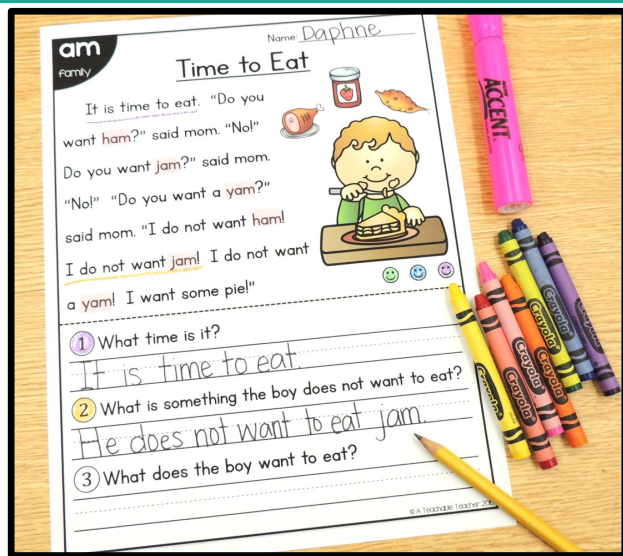 am
family
Name: Daphne
Time to Eat
It is time to eat. "Do you
want ham?" said mom. "No!"
Do you want jam?" said mom.
"No!" "Do you want a yam?"
said mom. "I do not want ham!
I do not want jam! I do not want
a yam! I want some pie!"
1 What time is it?
It is time to eat.
2 What is something the boy does not want to eat?
He does not want to eat jam.
3 What does the boy want to eat?
© A Teachable Teacher
ACCENT
Crayola
Crayola
Crayola
Crayola
Crayola
Crayola